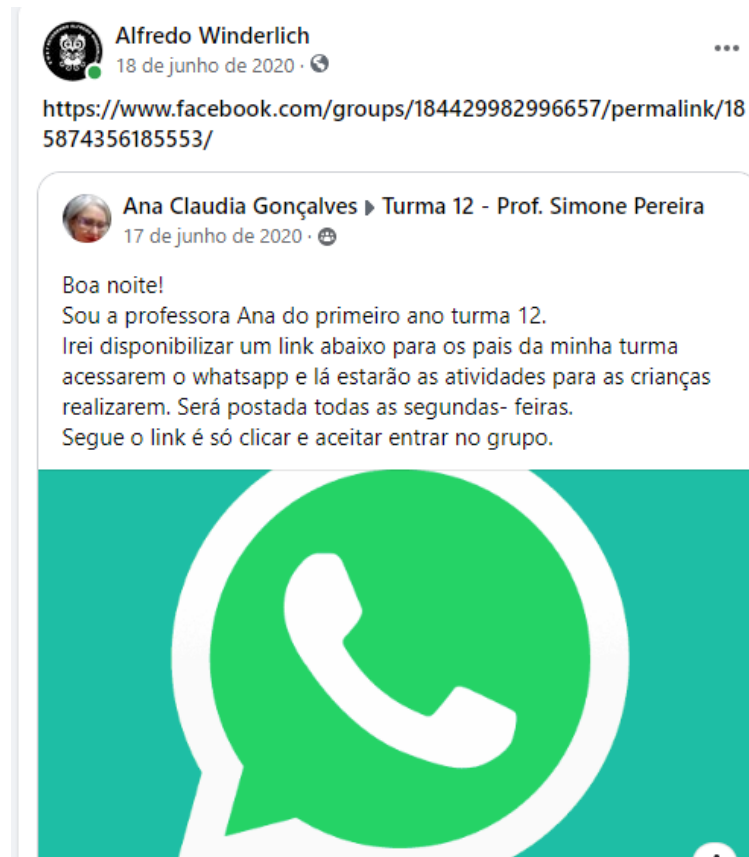 Alfredo Winderlich
18 de junho de 2020 ·
https://www.facebook.com/groups/184429982996657/permalink/18
5874356185553/
Ana Claudia Gonçalves ▸ Turma 12 - Prof. Simone Pereira
17 de junho de 2020 ·
Boa noite!
Sou a professora Ana do primeiro ano turma 12.
Irei disponibilizar um link abaixo para os pais da minha turma
acessarem o whatsapp e lá estarão as atividades para as crianças
realizarem. Será postada todas as segundas- feiras.
Segue o link é só clicar e aceitar entrar no grupo.